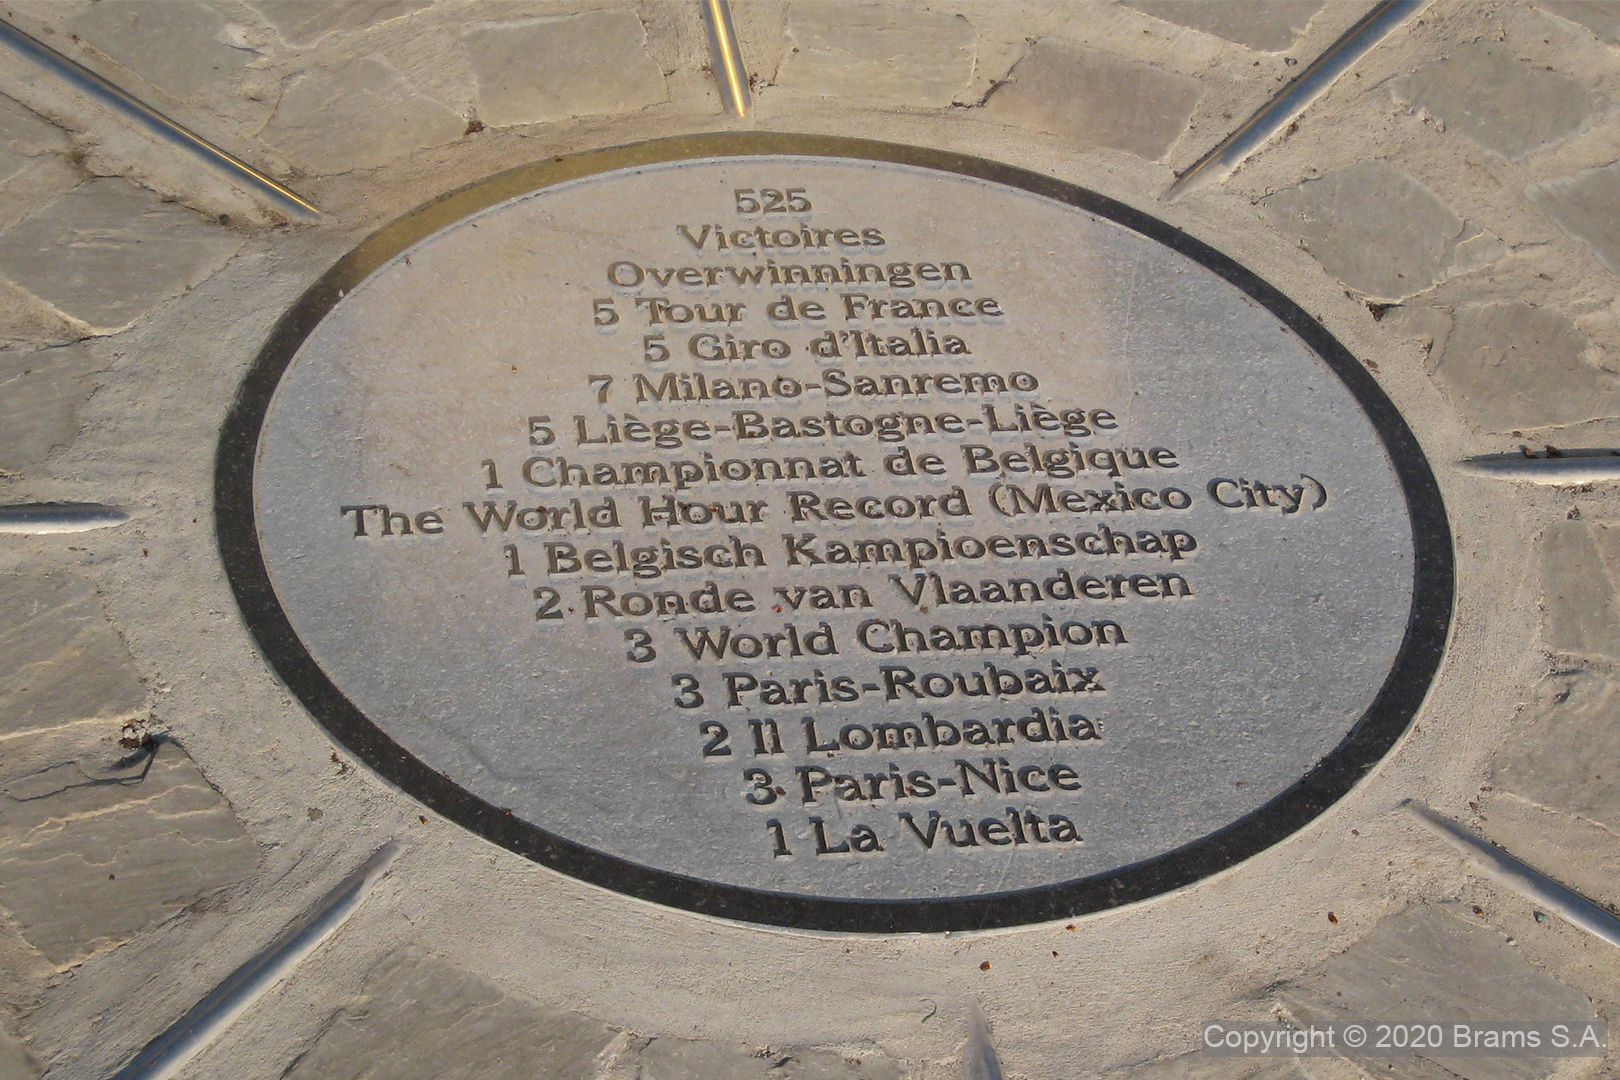 525
Victoires
Overwinningen
5 Tour de France
5 Giro d'Italia
7 Milano-Sanremo
5 Liège-Bastogne-Liège
1 Championnat de Belgique
The World Hour Record (Mexico City)
1 Belgisch Kampioenschap
2 Ronde van Vlaanderen
3 World Champion
3 Paris-Roubaix
2 Il Lombardia
3 Paris-Nice
1 La Vuelta
Copyright © 2020 Brams S.A.